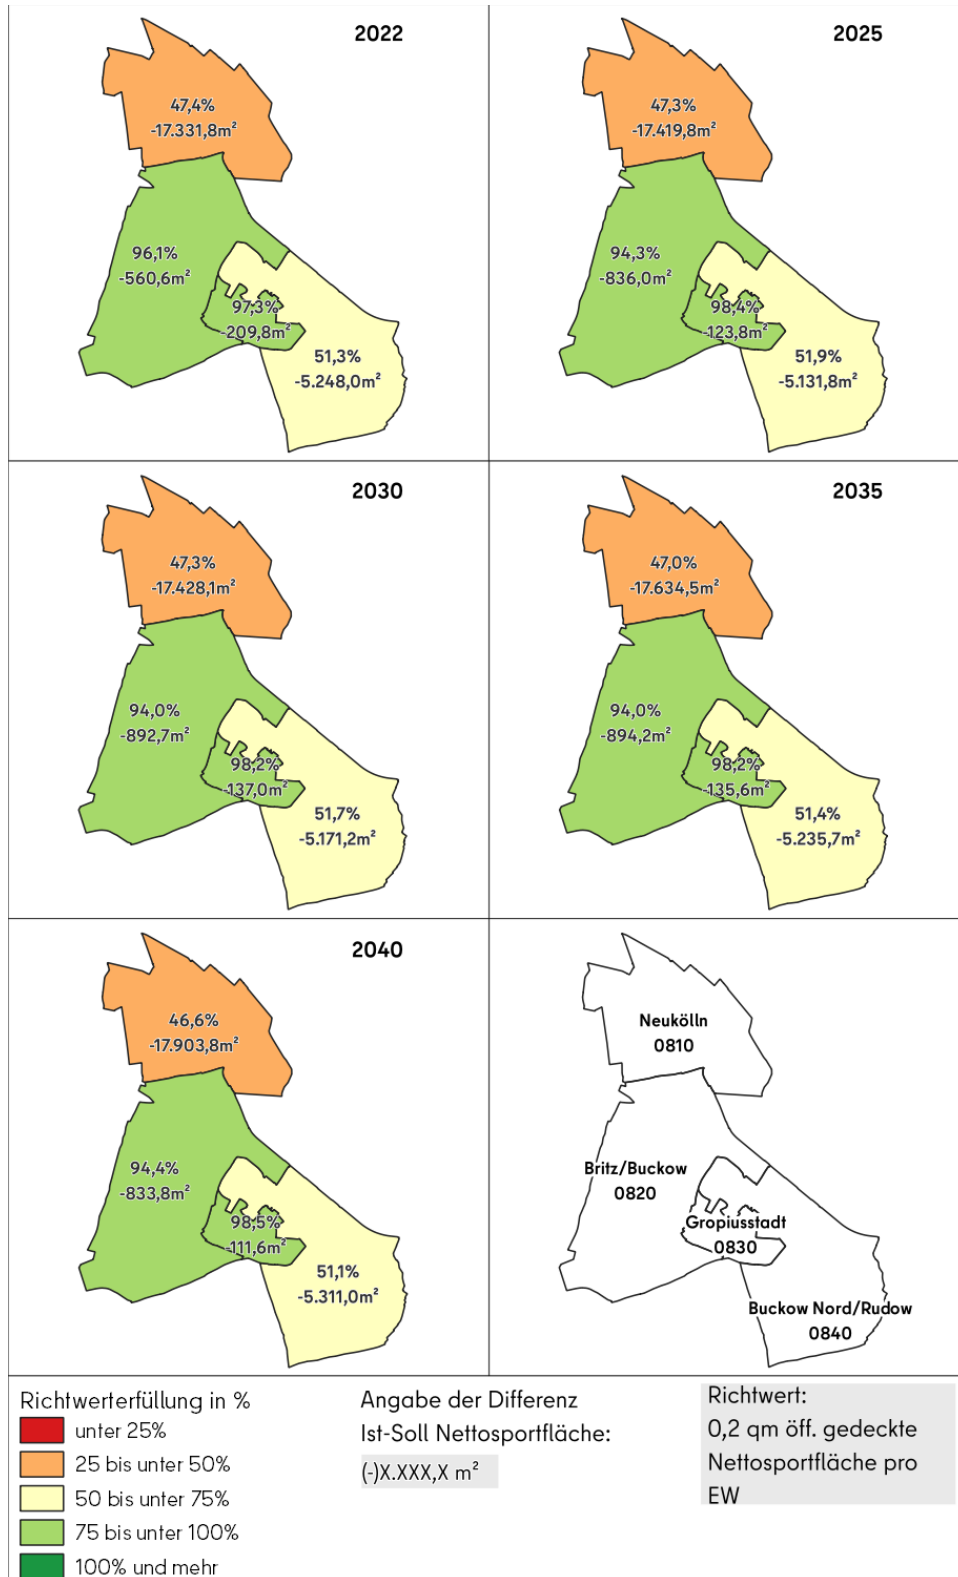 2022
47,4%
-17.331,8m²
96,1%
-560,6m²
97,3%
-209,8m²
51,3%
-5.248,0m²
2025
47,3%
-17.419,8m²
94,3%
-836,0m²
98,4%
-123,8m²
51,9%
-5.131,8m²
2030
47,3%
-17.428,1m²
94,0%
-892,7m²
98,2%
-137,0m²
51,7%
-5.171,2m²
2035
47,0%
-17.634,5m²
94,0%
-894,2m²
98,2%
-135,6m²
51,4%
-5.235,7m²
2040
46,6%
-17.903,8m²
94,4%
-833,8m²
98,5%
-111,6m²
51,1%
-5.311,0m²
Neukölln
0810
Britz/Buckow
0820
Gropiusstadt
0830
Buckow Nord/Rudow
0840
Richtwerterfüllung in %
unter 25%
25 bis unter 50%
50 bis unter 75%
75 bis unter 100%
100% und mehr
Angabe der Differenz
Ist-Soll Nettosportfläche:
(-)X.XXX,X m²
Richtwert:
0,2 qm öff. gedeckte
Nettosportfläche pro
EW